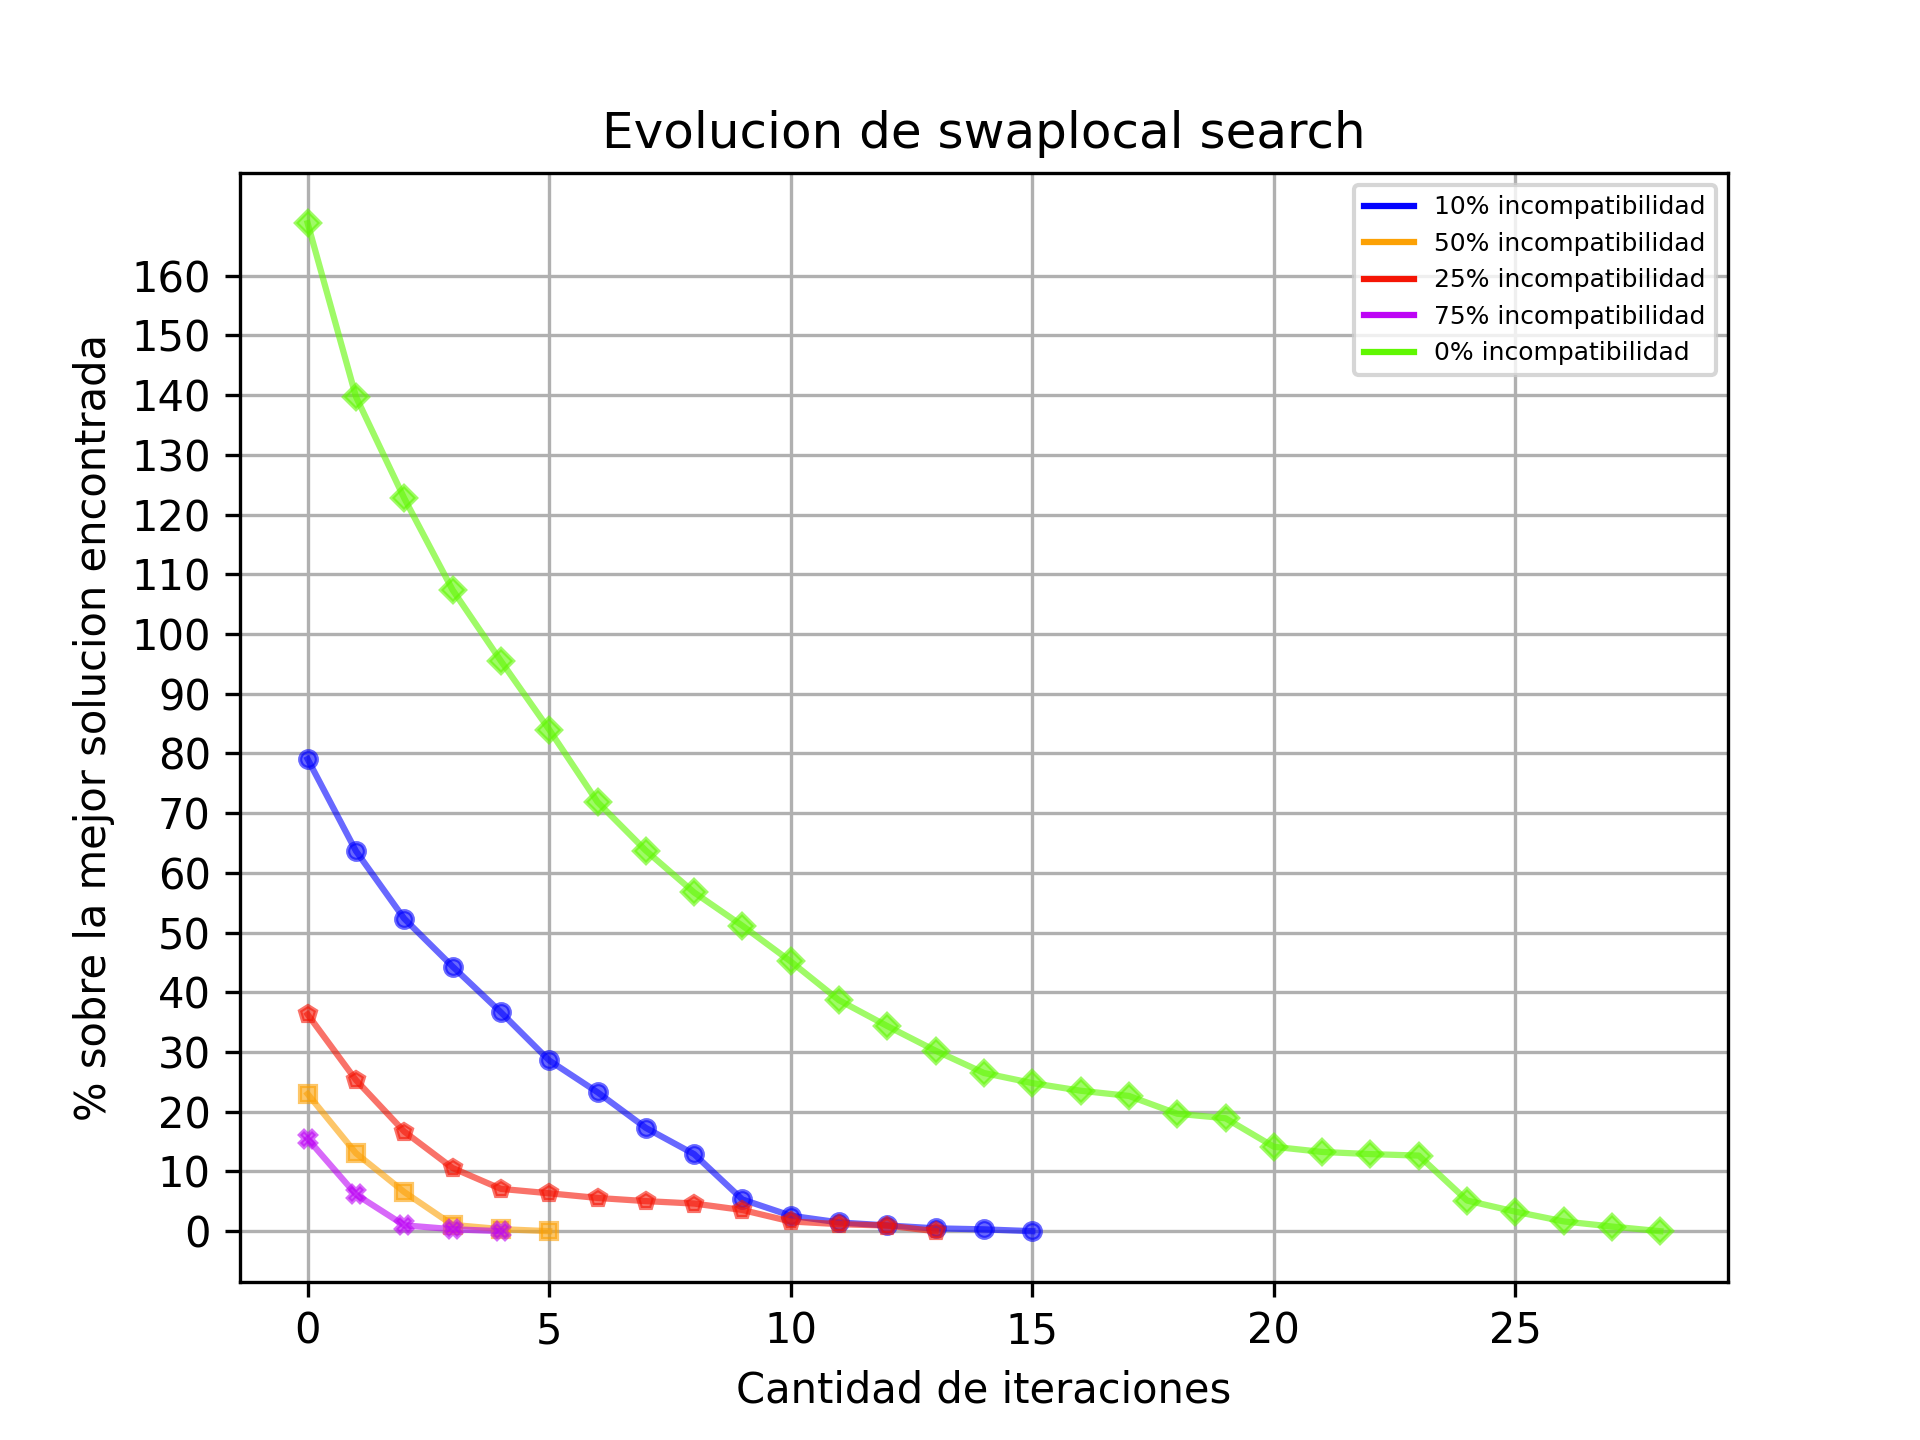 Evolucion de swaplocal search
10% incompatibilidad
50% incompatibilidad
25% incompatibilidad
75% incompatibilidad
0% incompatibilidad
% sobre la mejor solucion encontrada
160
150
140
130
120
110
100
90
80
70
60
50
40
30
20
10
0
0 5 10 15 20 25
Cantidad de iteraciones